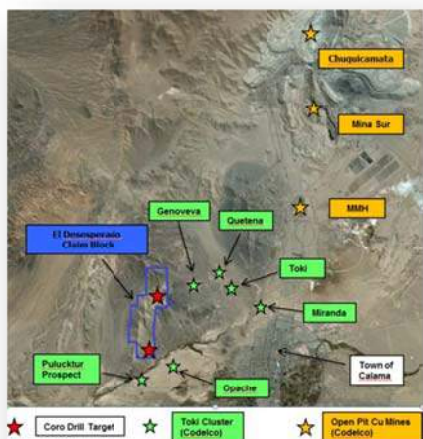 Chuquicamata
Mina Sur
MMH
Genoveva
Quetena
El Desesperado
Claim Block
Toki
Miranda
Pulucktur
Prospect
Opache
Town of
Calama
Coro Drill Target
Toki Cluster
(Codelco)
Open Pit Cu Mines
(Codelco)